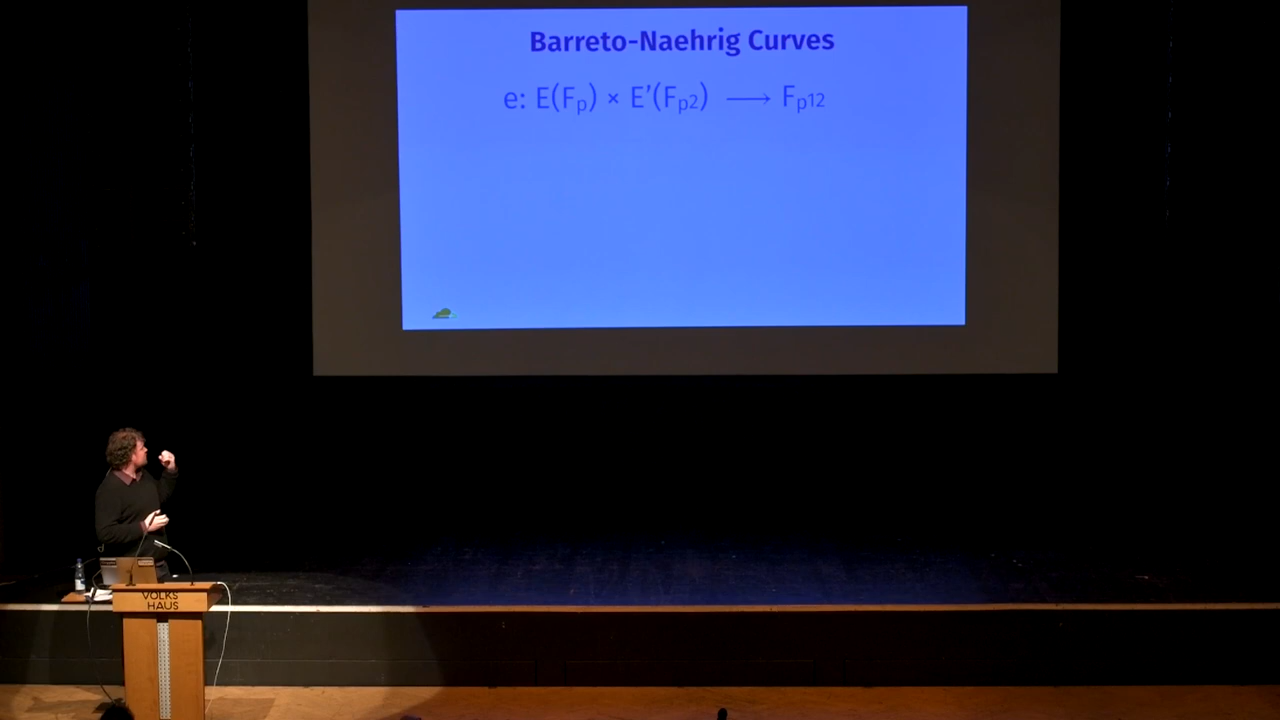 Barreto-Naehrig Curves
e: E(Fp) × E'(Fp2) ⟶ Fp12
VOLKS
HAUS